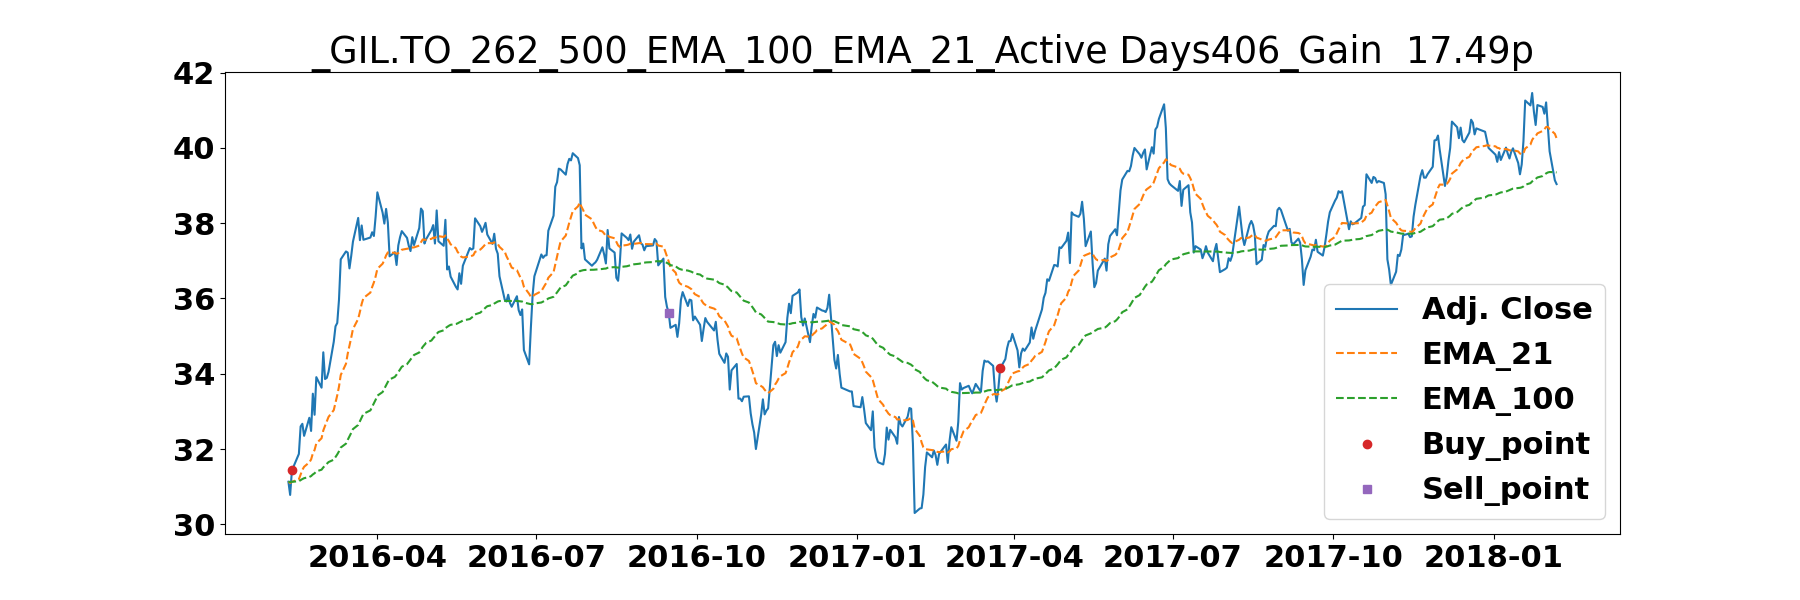 _GIL.TO_262_500_EMA_100_EMA_21_Active Days406_Gain  17.49p
42
40
38
36
34
32
30
Adj. Close
EMA_21
EMA_100
Buy_point
Sell_point
2016-04 2016-07 2016-10 2017-01 2017-04 2017-07 2017-10 2018-01